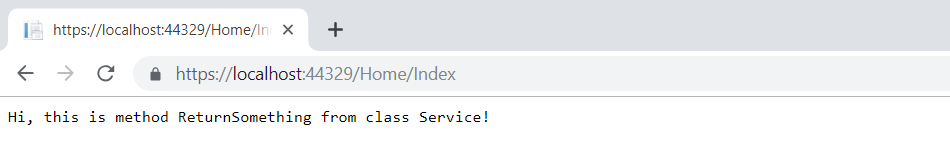 https://localhost:44329/Home/In
https://localhost:44329/Home/Index
Hi, this is method ReturnSomething from class Service!